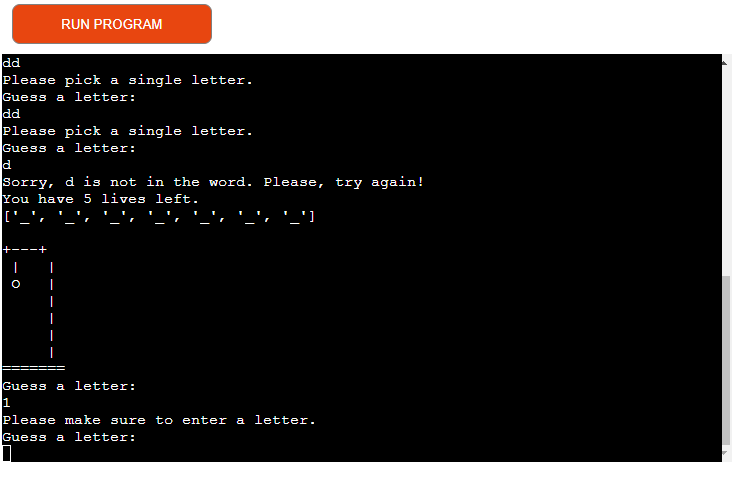 RUN PROGRAM
dd
Please pick a single letter.
Guess a letter:
dd
Please pick a single letter.
Guess a letter:
d
Sorry, d is not in the word. Please, try again!
You have 5 lives left.
['_', '_', '_', '_', '_', '_', '_']
+---+
 |   |
 O   |
     |
     |
     |
     |
=======
Guess a letter:
1
Please make sure to enter a letter.
Guess a letter: